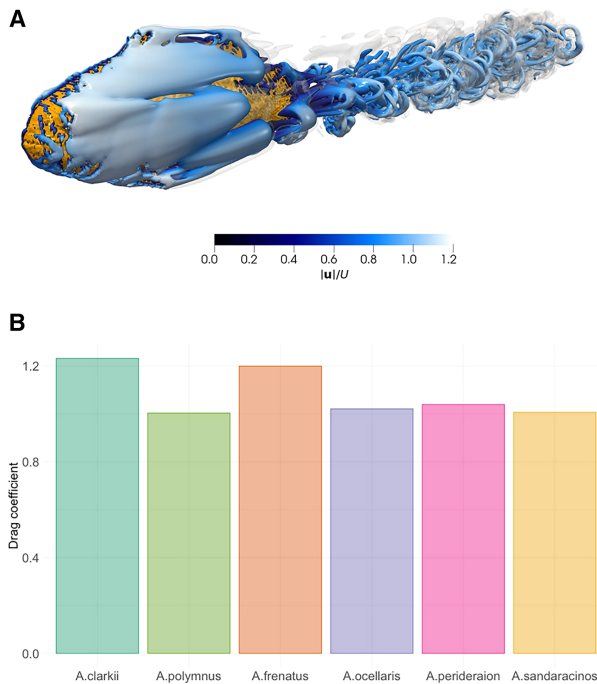 A
0.0 0.2 0.4 0.6 0.8 1.0 1.2
|u|/U
B
Drag coefficient
1.2
0.8
0.4
0.0
A.clarkii A.polymnus A.frenatus A.ocellaris A.perideraion A.sandaracinos